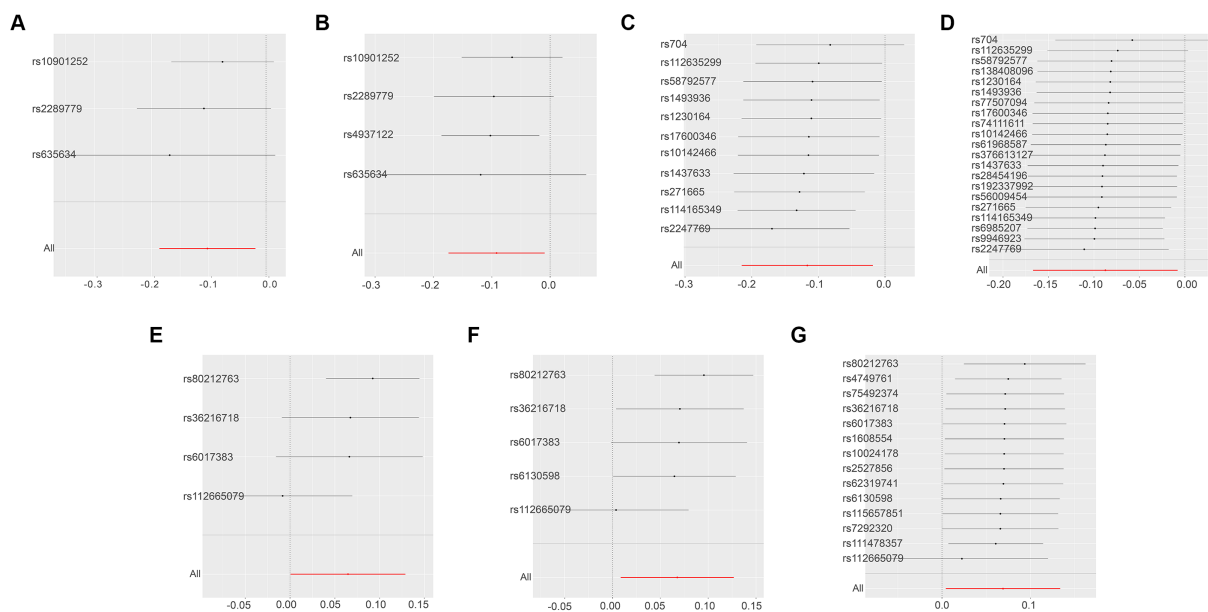 A
rs10901252
rs2289779
rs635634
All
-0.3 -0.2 -0.1 0.0
B
rs10901252
rs2289779
rs4937122
rs635634
All
-0.3 -0.2 -0.1 0.0
C
rs704
rs112635299
rs58792577
rs1493936
rs1230164
rs17600346
rs10142466
rs1437633
rs271665
rs114165349
rs2247769
All
-0.3 -0.2 -0.1 0.0
D
rs704
rs112635299
rs58792577
rs138408096
rs1230164
rs1493936
rs77507094
rs17600346
rs74111611
rs10142466
rs61968587
rs376613127
rs1437633
rs28454196
rs192337992
rs56009454
rs271665
rs114165349
rs6985207
rs9946923
rs2247769
All
-0.20 -0.15 -0.10 -0.05 0.00
E
rs80212763
rs36216718
rs6017383
rs112665079
All
-0.05 0.00 0.05 0.10 0.15
F
rs80212763
rs36216718
rs6017383
rs6130598
rs112665079
All
-0.05 0.00 0.05 0.10 0.15
G
rs80212763
rs4749761
rs75492374
rs36216718
rs6017383
rs1608554
rs10024178
rs2527856
rs62319741
rs6130598
rs115657851
rs7292320
rs111478357
rs112665079
All
0.0 0.1